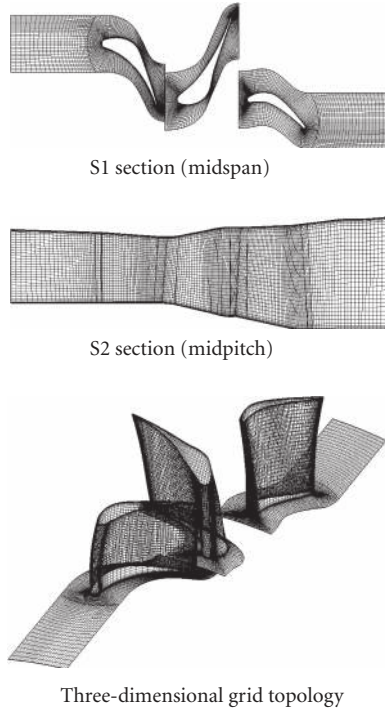 S1 section (midspan)
S2 section (midpitch)
Three-dimensional grid topology